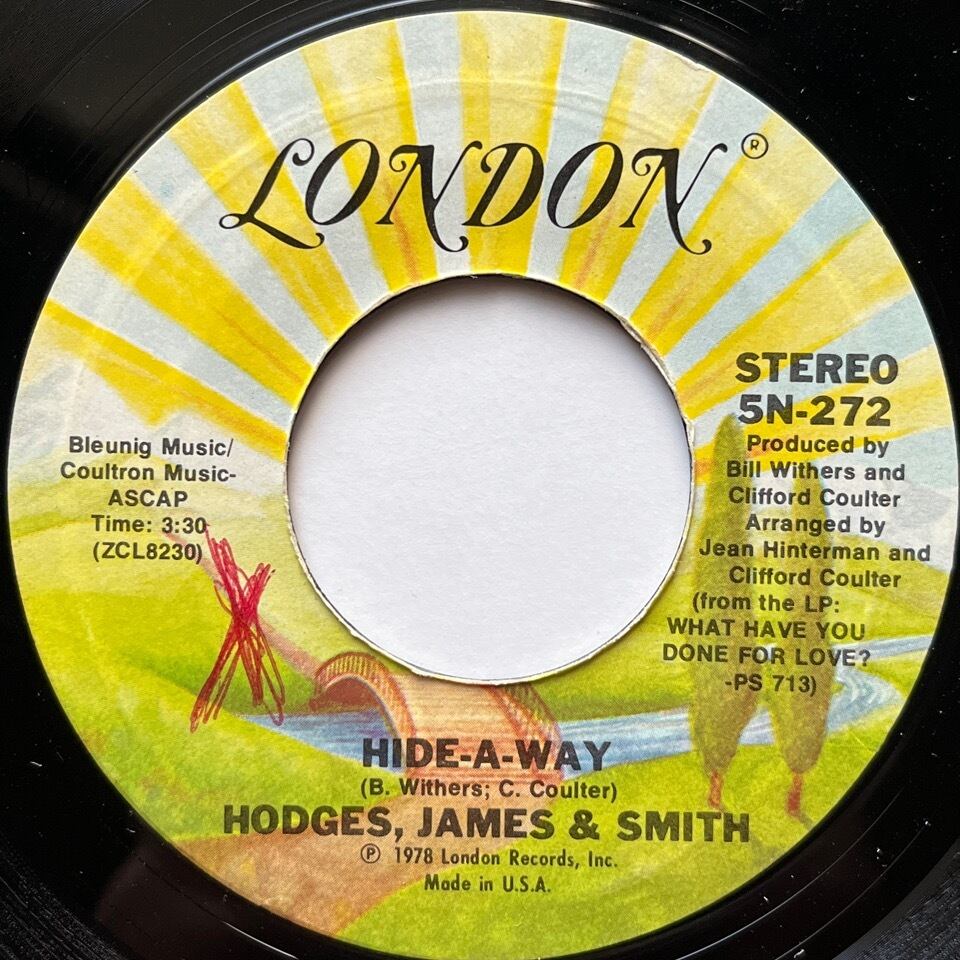 LONDON®
STEREO
5N-272
Produced by
Bill Withers and
Clifford Coulter
Arranged by
Jean Hinterman and
Clifford Coulter
(from the LP:
WHAT HAVE YOU
DONE FOR LOVE?
-PS 713)
Bleunig Music/
Coultron Music-
ASCAP
Time: 3:30
(ZCL8230)
HIDE-A-WAY
(B. Withers; C. Coulter)
HODGES, JAMES & SMITH
℗ 1978 London Records, Inc.
Made in U.S.A.